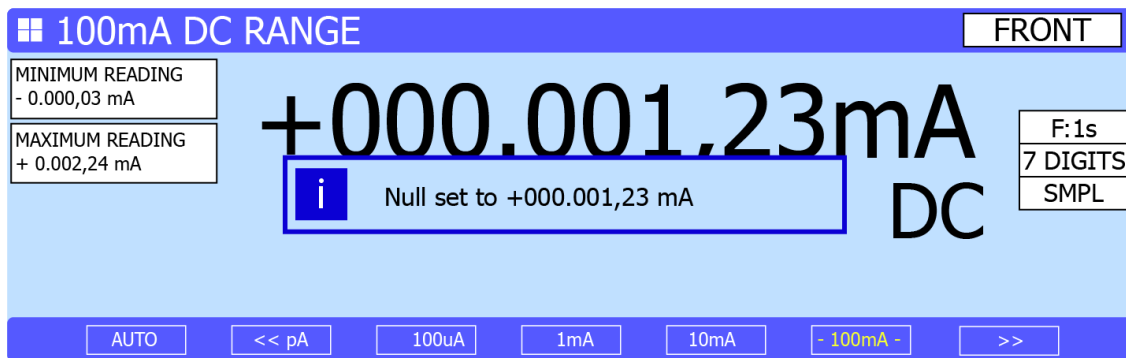 100mA DC RANGE
FRONT
MINIMUM READING
- 0.000,03 mA
MAXIMUM READING
+ 0.002,24 mA
+000.001,23mA
DC
i
Null set to +000.001,23 mA
F:1s
7 DIGITS
SMPL
AUTO
<< pA
100uA
1mA
10mA
- 100mA -
>>